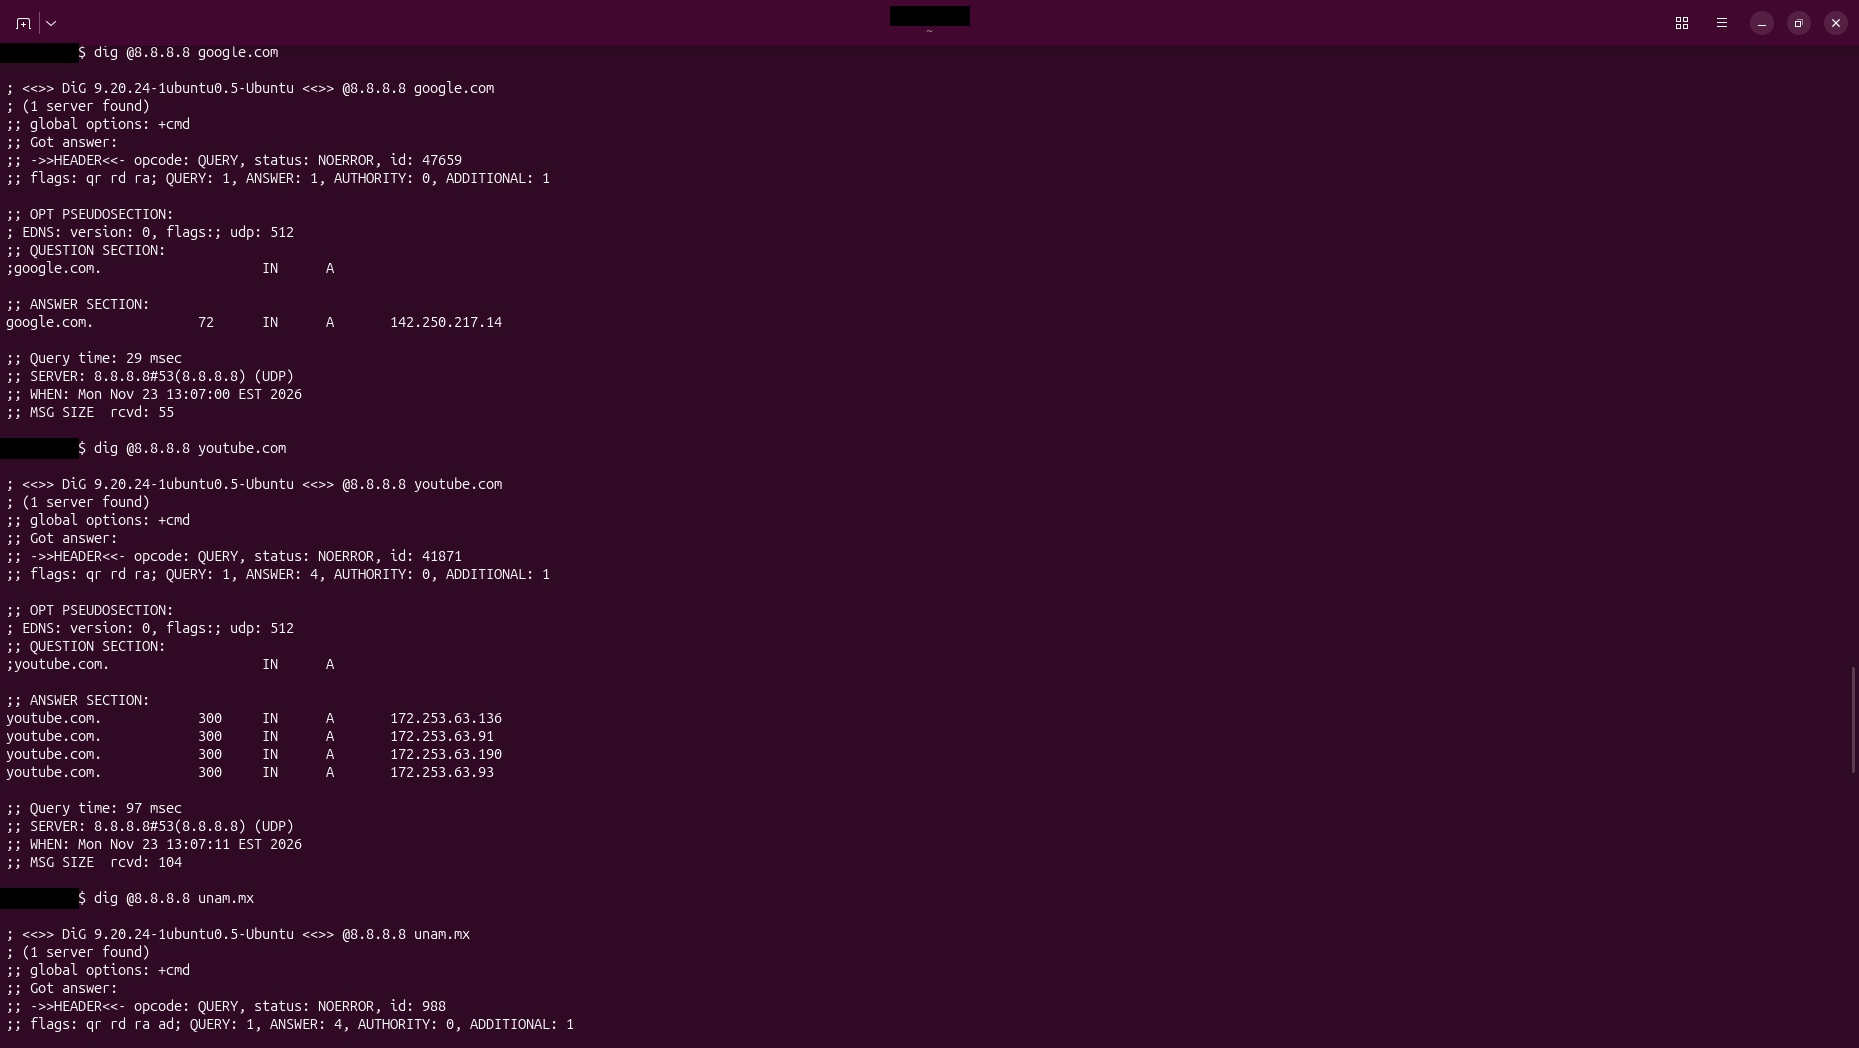 ~
$ dig @8.8.8.8 google.com
; <<>> DiG 9.20.24-1ubuntu0.5-Ubuntu <<>> @8.8.8.8 google.com
; (1 server found)
;; global options: +cmd
;; Got answer:
;; ->>HEADER<<- opcode: QUERY, status: NOERROR, id: 47659
;; flags: qr rd ra; QUERY: 1, ANSWER: 1, AUTHORITY: 0, ADDITIONAL: 1
;; OPT PSEUDOSECTION:
; EDNS: version: 0, flags:; udp: 512
;; QUESTION SECTION:
;google.com. IN A
;; ANSWER SECTION:
google.com. 72 IN A 142.250.217.14
;; Query time: 29 msec
;; SERVER: 8.8.8.8#53(8.8.8.8) (UDP)
;; WHEN: Mon Nov 23 13:07:00 EST 2026
;; MSG SIZE  rcvd: 55
$ dig @8.8.8.8 youtube.com
; <<>> DiG 9.20.24-1ubuntu0.5-Ubuntu <<>> @8.8.8.8 youtube.com
; (1 server found)
;; global options: +cmd
;; Got answer:
;; ->>HEADER<<- opcode: QUERY, status: NOERROR, id: 41871
;; flags: qr rd ra; QUERY: 1, ANSWER: 4, AUTHORITY: 0, ADDITIONAL: 1
;; OPT PSEUDOSECTION:
; EDNS: version: 0, flags:; udp: 512
;; QUESTION SECTION:
;youtube.com. IN A
;; ANSWER SECTION:
youtube.com. 300 IN A 172.253.63.136
youtube.com. 300 IN A 172.253.63.91
youtube.com. 300 IN A 172.253.63.190
youtube.com. 300 IN A 172.253.63.93
;; Query time: 97 msec
;; SERVER: 8.8.8.8#53(8.8.8.8) (UDP)
;; WHEN: Mon Nov 23 13:07:11 EST 2026
;; MSG SIZE  rcvd: 104
$ dig @8.8.8.8 unam.mx
; <<>> DiG 9.20.24-1ubuntu0.5-Ubuntu <<>> @8.8.8.8 unam.mx
; (1 server found)
;; global options: +cmd
;; Got answer:
;; ->>HEADER<<- opcode: QUERY, status: NOERROR, id: 988
;; flags: qr rd ra ad; QUERY: 1, ANSWER: 4, AUTHORITY: 0, ADDITIONAL: 1